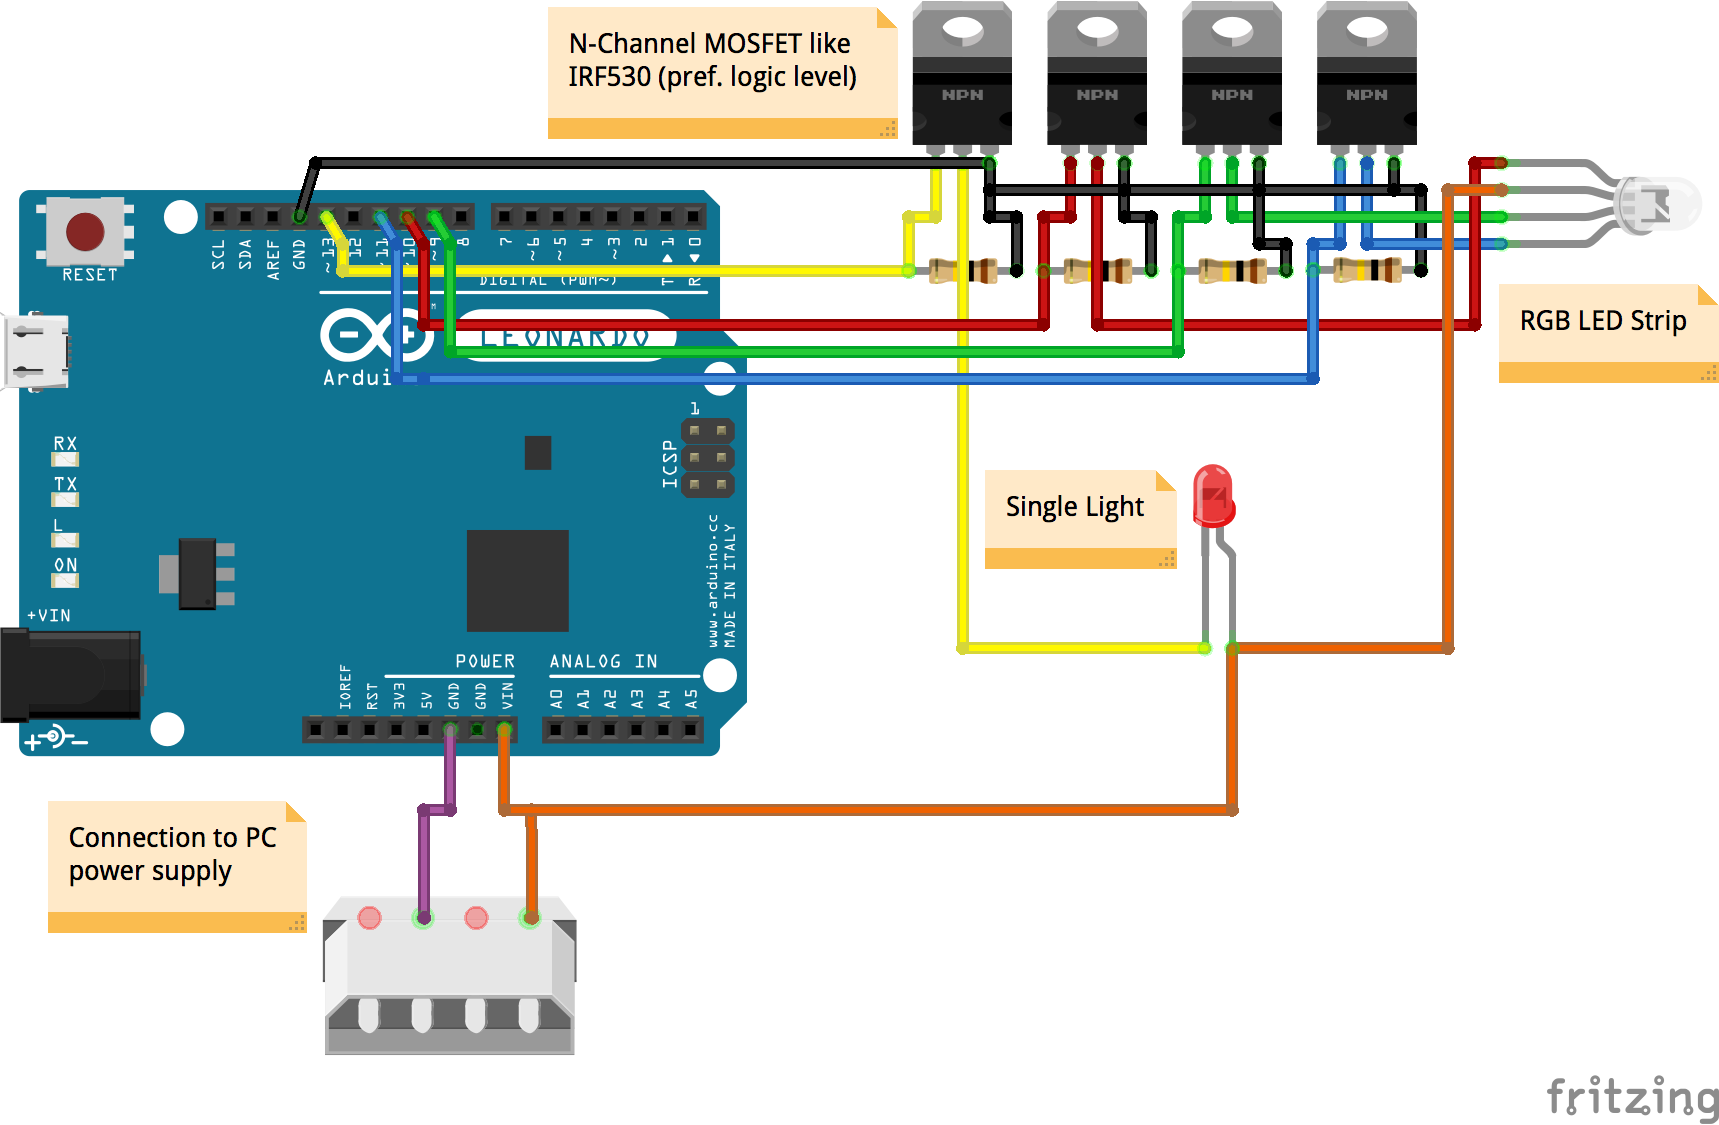 N-Channel MOSFET like
IRF530 (pref. logic level)
NPN
NPN
NPN
NPN
RESET
SCL
SDA
AREF
GND
~13
12
~11
~10
~9
8
7
~6
~5
4
~3
2
T 1
R 0
DIGITAL (PWM~)
LEONARDO
Ardui
RGB LED Strip
1
ICSP
RX
TX
L
ON
+VIN
Single Light
www.arduino.cc
MADE IN ITALY
POWER
ANALOG IN
IOREF
RST
3V3
5V
GND
GND
VIN
A0
A1
A2
A3
A4
A5
Connection to PC
power supply
fritzing